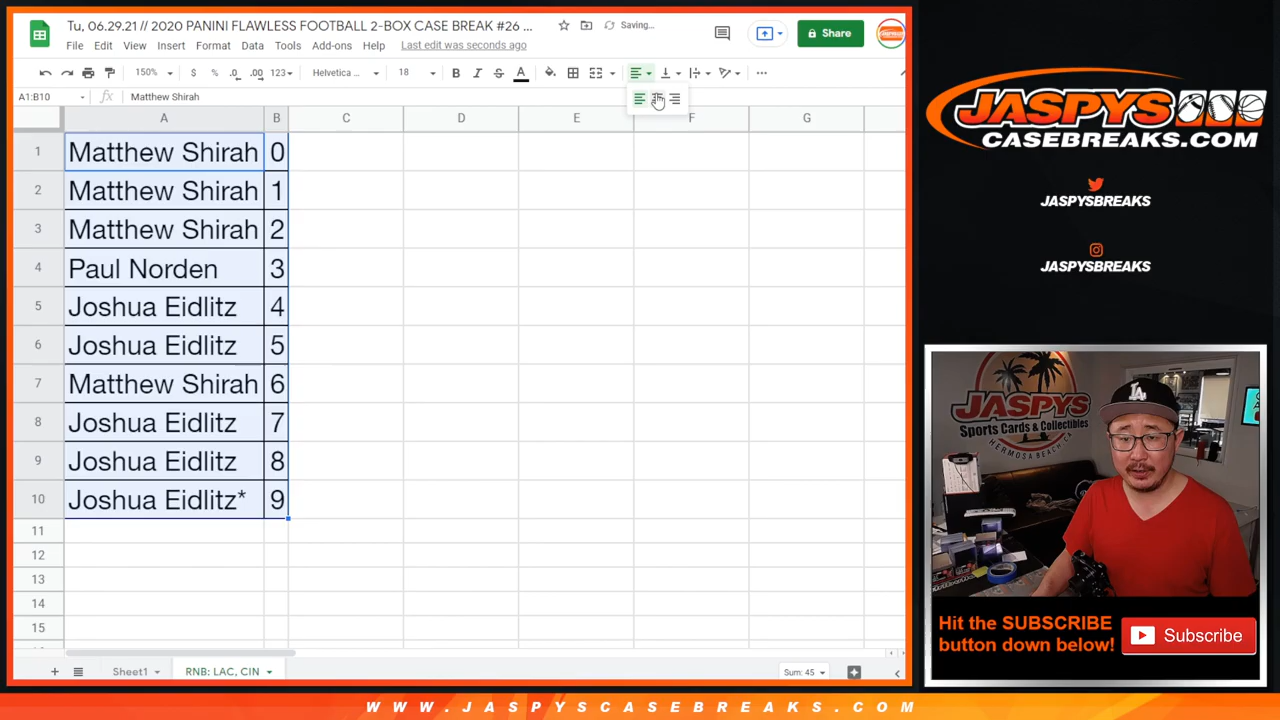 Tu, 06.29.21 // 2020 PANINI FLAWLESS FOOTBALL 2-BOX CASE BREAK #26 ...
Saving...
Share
File Edit View Insert Format Data Tools Add-ons Help Last edit was seconds ago
150% $ % .0 .00 123 Helvetica ... 18 B I S A
A1:B10 fx Matthew Shirah
A B C D E F G
1 Matthew Shirah 0
2 Matthew Shirah 1
3 Matthew Shirah 2
4 Paul Norden 3
5 Joshua Eidlitz 4
6 Joshua Eidlitz 5
7 Matthew Shirah 6
8 Joshua Eidlitz 7
9 Joshua Eidlitz 8
10 Joshua Eidlitz* 9
11
12
13
14
15
Sheet1 RNB: LAC, CIN Sum: 45
JASPYS
CASEBREAKS.COM
JASPYSBREAKS
JASPYSBREAKS
JASPYS
Sports Cards & Collectibles
HERMOSA BEACH, CA
LA
Hit the SUBSCRIBE
button down below!
Subscribe
WWW.JASPYSCASEBREAKS.COM